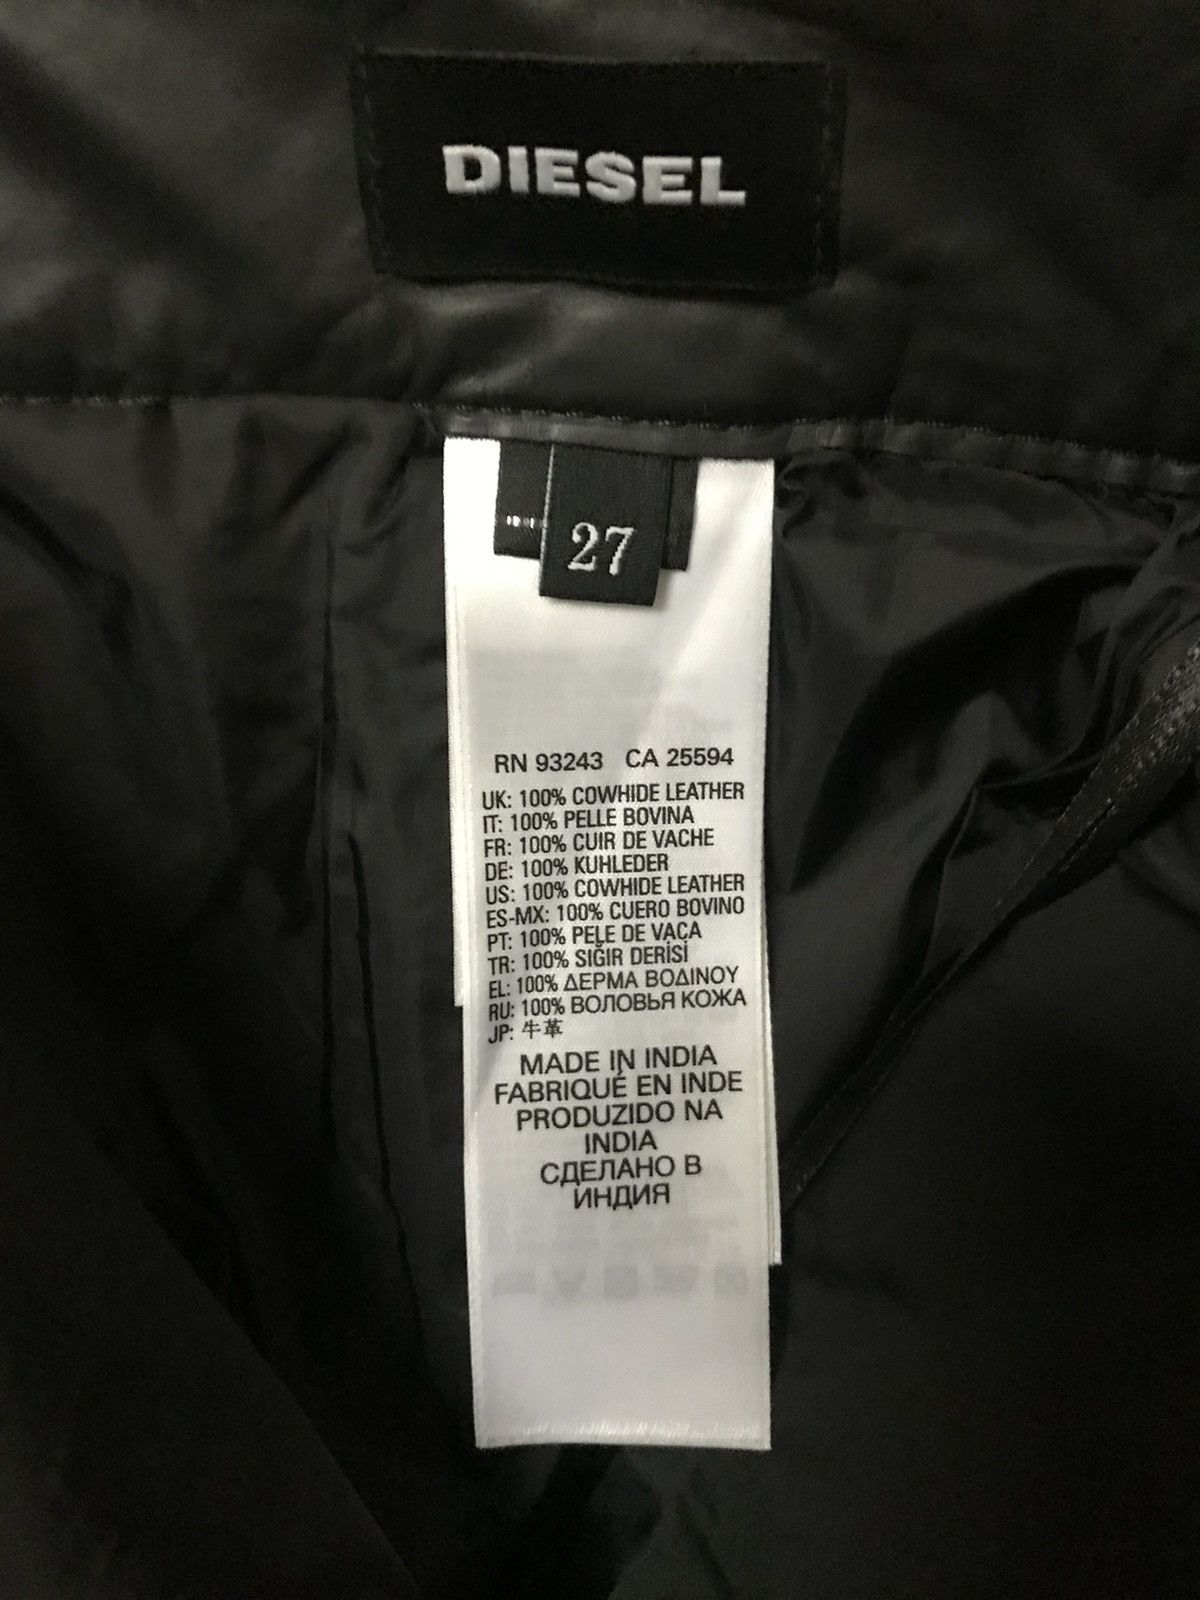 DIESEL
27
RN 93243 CA 25594
UK: 100% COWHIDE LEATHER
IT: 100% PELLE BOVINA
FR: 100% CUIR DE VACHE
DE: 100% KUHLEDER
US: 100% COWHIDE LEATHER
ES-MX: 100% CUERO BOVINO
PT: 100% PELE DE VACA
TR: 100% SIĞIR DERİSİ
EL: 100% ΔΕΡΜΑ ΒΟΔΙΝΟΥ
RU: 100% ВОЛОВЬЯ КОЖА
JP: 牛革
MADE IN INDIA
FABRIQUÉ EN INDE
PRODUZIDO NA
INDIA
СДЕЛАНО В
ИНДИЯ